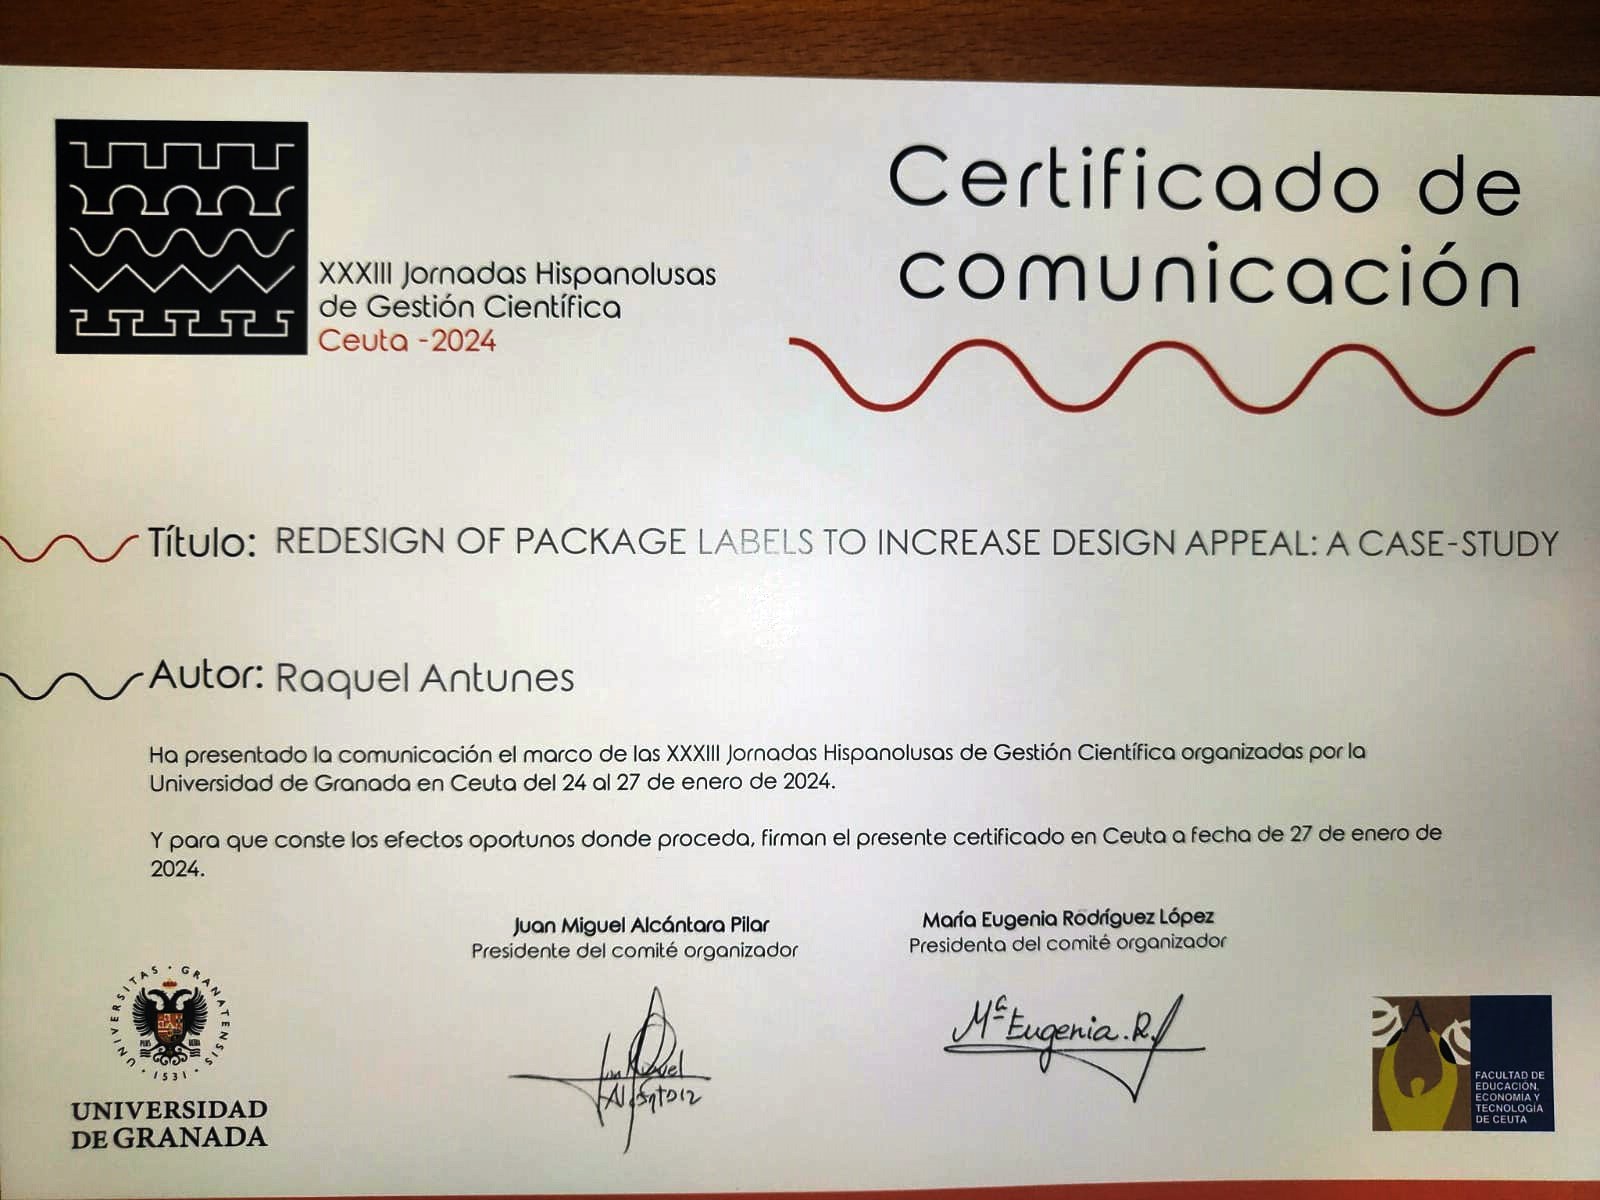 XXXIII Jornadas Hispanolusas
de Gestión Científica
Ceuta -2024
Certificado de
comunicación
Título: REDESIGN OF PACKAGE LABELS TO INCREASE DESIGN APPEAL: A CASE-STUDY
Autor: Raquel Antunes
Ha presentado la comunicación el marco de las XXXIII Jornadas Hispanolusas de Gestión Científica organizadas por la
Universidad de Granada en Ceuta del 24 al 27 de enero de 2024.
Y para que conste los efectos oportunos donde proceda, firman el presente certificado en Ceuta a fecha de 27 de enero de
2024.
Juan Miguel Alcántara Pilar
Presidente del comité organizador
María Eugenia Rodríguez López
Presidenta del comité organizador
Mª Eugenia. R.
UNIVERSITAS · GRANATENSIS · 1531 ·
UNIVERSIDAD
DE GRANADA
FACULTAD DE
EDUCACIÓN,
ECONOMÍA Y
TECNOLOGÍA
DE CEUTA